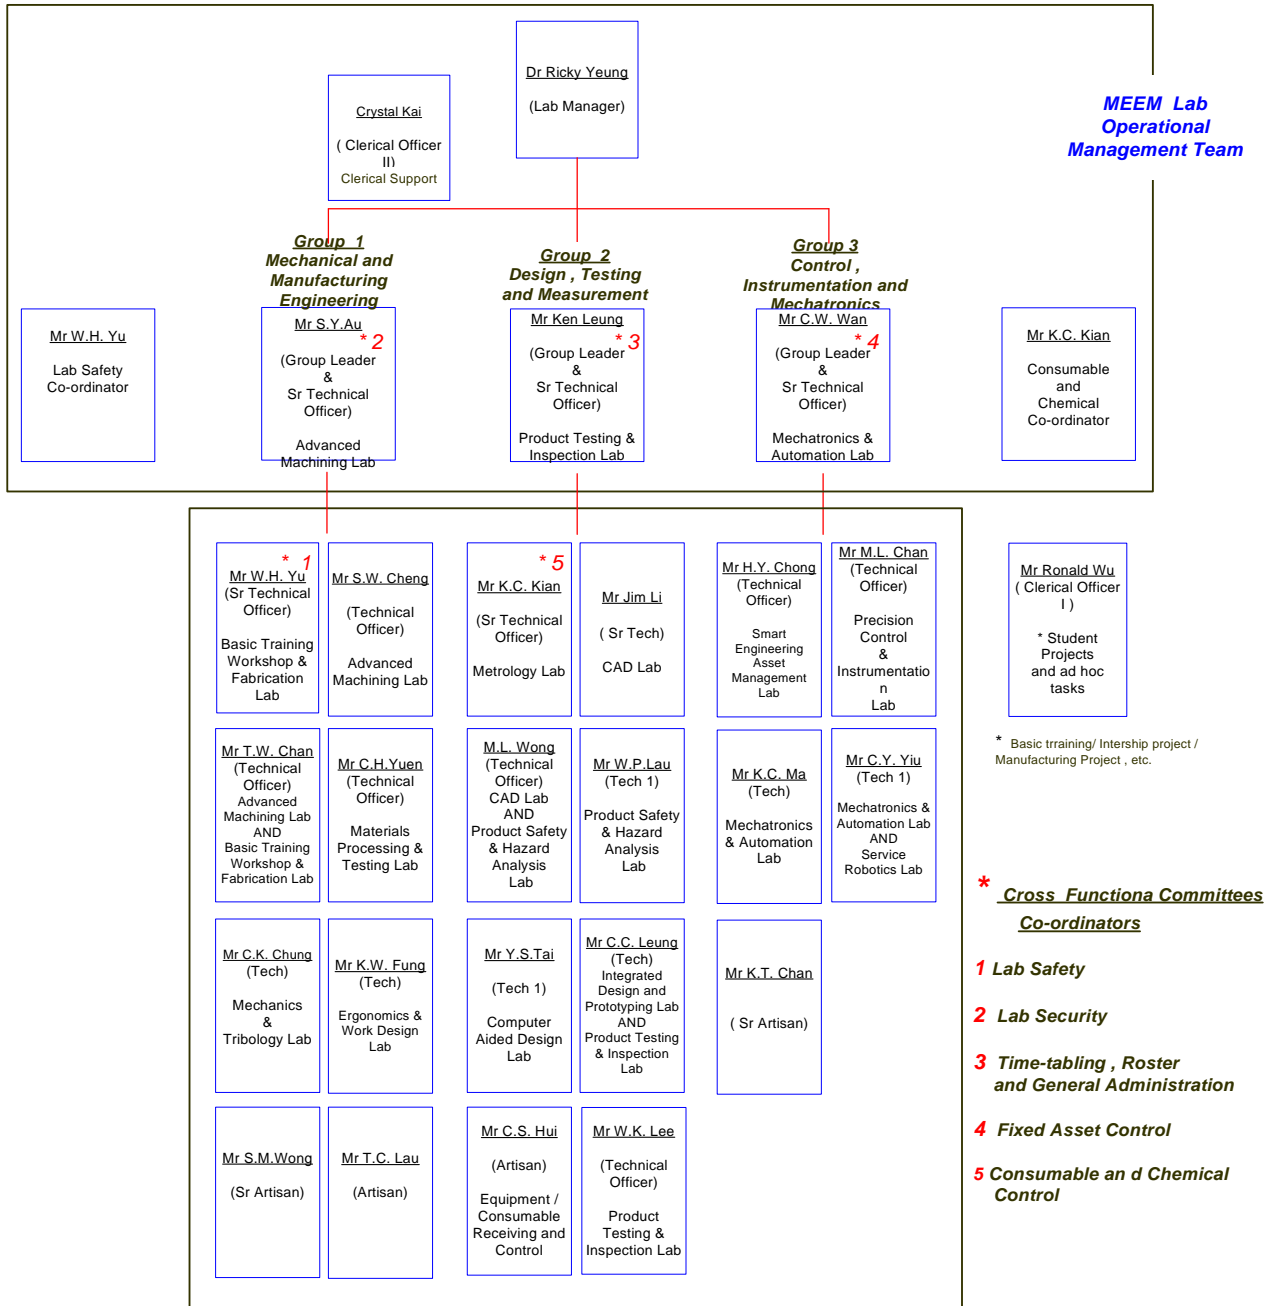 Dr Ricky Yeung
(Lab Manager)
Crystal Kai
( Clerical Officer
II)
Clerical Support
MEEM Lab
Operational
Management Team
Group 1
Mechanical and
Manufacturing
Engineering
Group 2
Design , Testing
and Measurement
Group 3
Control ,
Instrumentation and
Mechatronics
Mr W.H. Yu
Lab Safety
Co-ordinator
Mr S.Y.Au
* 2
(Group Leader
&
Sr Technical
Officer)
Advanced
Machining Lab
Mr Ken Leung
* 3
(Group Leader
&
Sr Technical
Officer)
Product Testing &
Inspection Lab
Mr C.W. Wan
* 4
(Group Leader
&
Sr Technical
Officer)
Mechatronics &
Automation Lab
Mr K.C. Kian
Consumable
and
Chemical
Co-ordinator
* 1
Mr W.H. Yu
(Sr Technical
Officer)
Basic Training
Workshop &
Fabrication
Lab
Mr S.W. Cheng
(Technical
Officer)
Advanced
Machining Lab
* 5
Mr K.C. Kian
(Sr Technical
Officer)
Metrology Lab
Mr Jim Li
( Sr Tech)
CAD Lab
Mr H.Y. Chong
(Technical
Officer)
Smart
Engineering
Asset
Management
Lab
Mr M.L. Chan
(Technical
Officer)
Precision
Control
&
Instrumentatio
n
Lab
Mr Ronald Wu
( Clerical Officer
I )
* Student
Projects
and ad hoc
tasks
* Basic trraining/ Intership project /
Manufacturing Project , etc.
Mr T.W. Chan
(Technical
Officer)
Advanced
Machining Lab
AND
Basic Training
Workshop &
Fabrication Lab
Mr C.H.Yuen
(Technical
Officer)
Materials
Processing &
Testing Lab
M.L. Wong
(Technical
Officer)
CAD Lab
AND
Product Safety
& Hazard
Analysis
Lab
Mr W.P.Lau
(Tech 1)
Product Safety
& Hazard
Analysis
Lab
Mr K.C. Ma
(Tech)
Mechatronics
& Automation
Lab
Mr C.Y. Yiu
(Tech 1)
Mechatronics &
Automation Lab
AND
Service
Robotics Lab
Mr C.K. Chung
(Tech)
Mechanics
&
Tribology Lab
Mr K.W. Fung
(Tech)
Ergonomics &
Work Design
Lab
Mr Y.S.Tai
(Tech 1)
Computer
Aided Design
Lab
Mr C.C. Leung
(Tech)
Integrated
Design and
Prototyping Lab
AND
Product Testing
& Inspection
Lab
Mr K.T. Chan
( Sr Artisan)
Mr S.M.Wong
(Sr Artisan)
Mr T.C. Lau
(Artisan)
Mr C.S. Hui
(Artisan)
Equipment /
Consumable
Receiving and
Control
Mr W.K. Lee
(Technical
Officer)
Product
Testing &
Inspection Lab
* Cross Functiona Committees
Co-ordinators
1 Lab Safety
2 Lab Security
3 Time-tabling , Roster
and General Administration
4 Fixed Asset Control
5 Consumable an d Chemical
Control